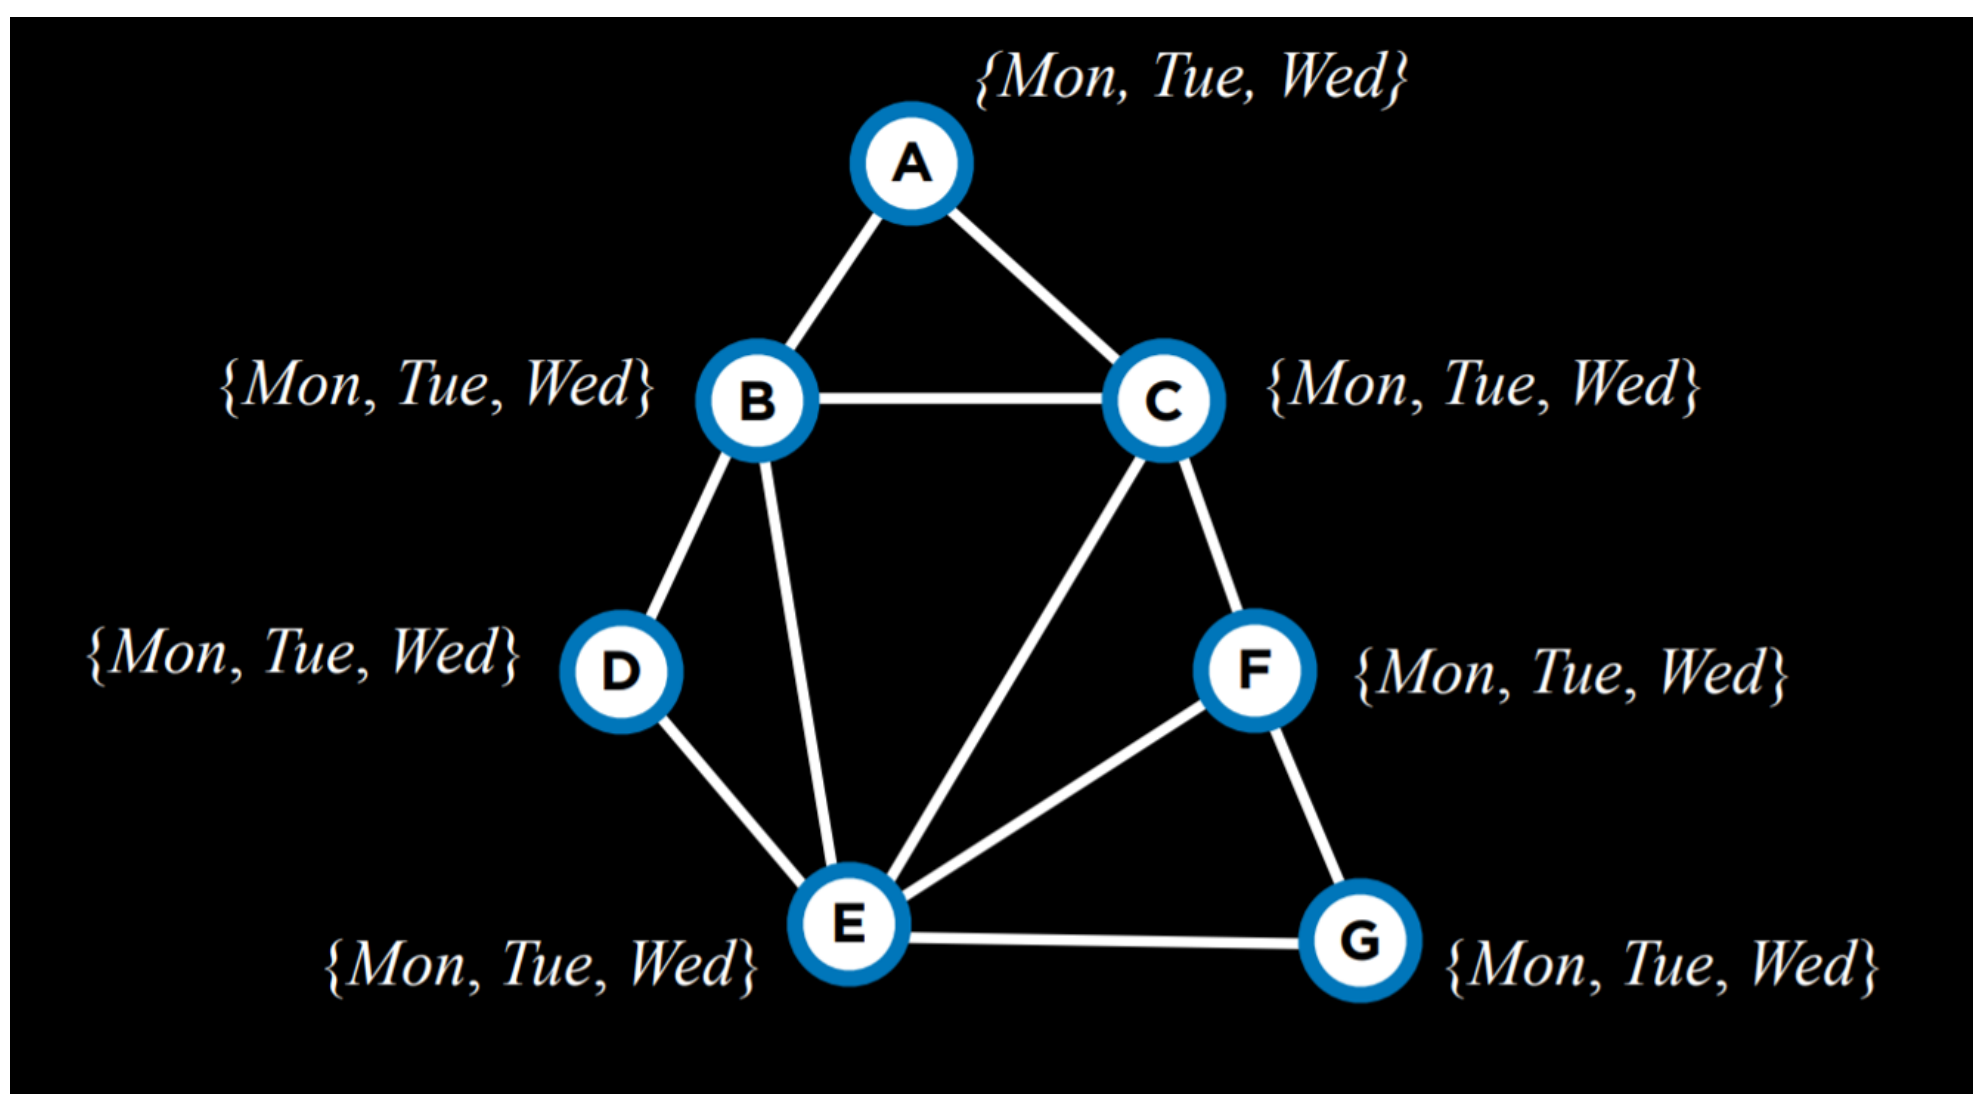 {Mon, Tue, Wed}
A
{Mon, Tue, Wed}
B
C
{Mon, Tue, Wed}
{Mon, Tue, Wed}
D
F
{Mon, Tue, Wed}
{Mon, Tue, Wed}
E
G
{Mon, Tue, Wed}